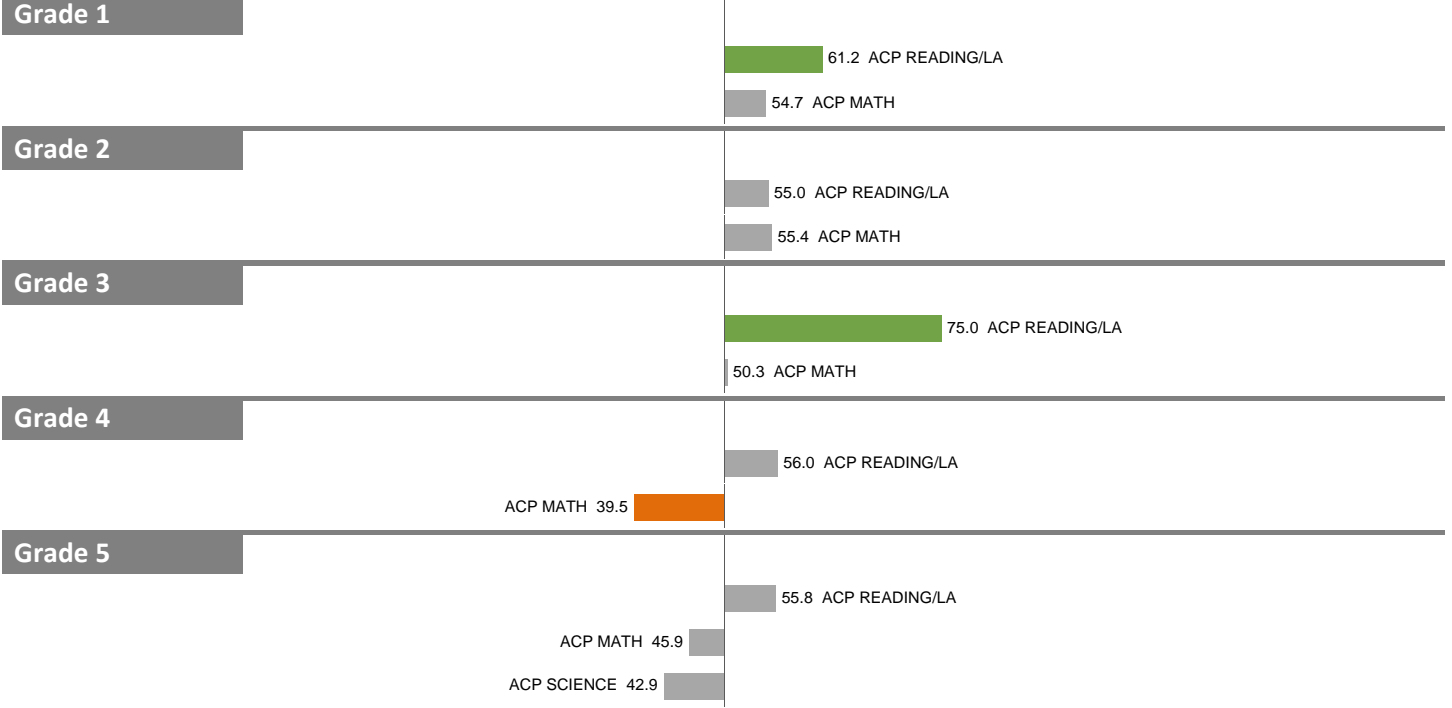 Grade 1
61.2 ACP READING/LA
54.7 ACP MATH
Grade 2
55.0 ACP READING/LA
55.4 ACP MATH
Grade 3
75.0 ACP READING/LA
50.3 ACP MATH
Grade 4
56.0 ACP READING/LA
ACP MATH 39.5
Grade 5
55.8 ACP READING/LA
ACP MATH 45.9
ACP SCIENCE 42.9